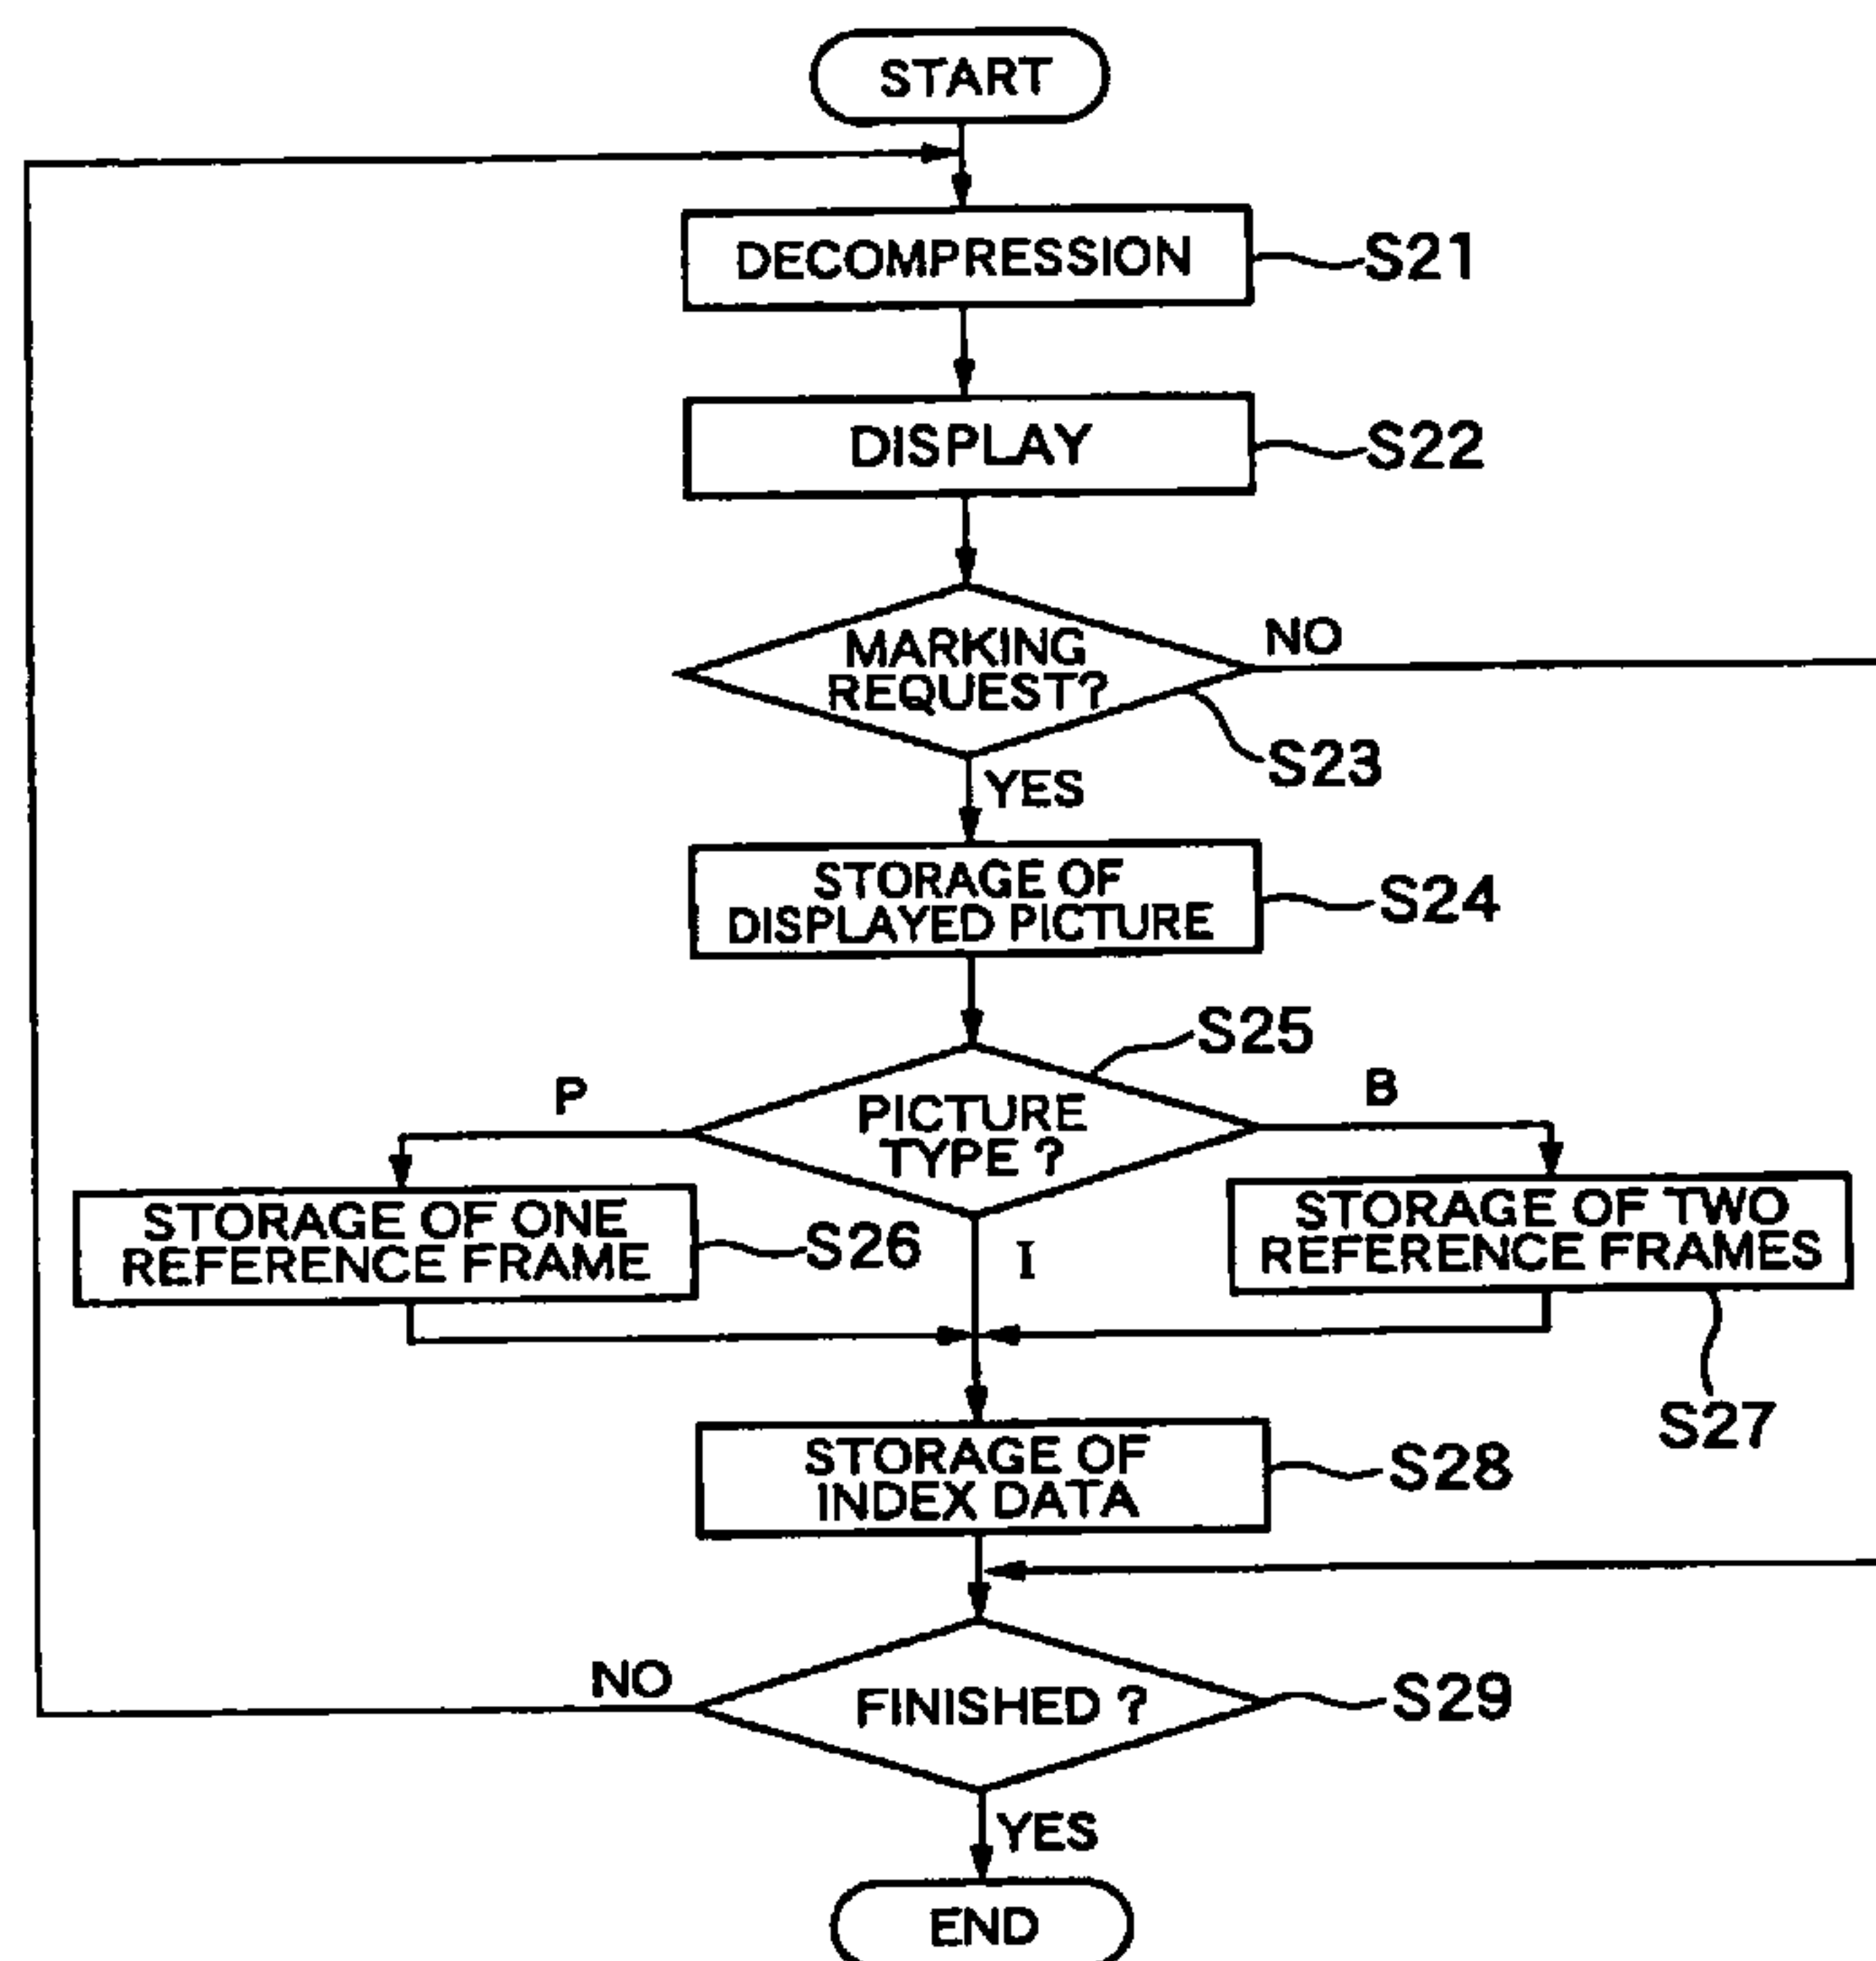 START
DECOMPRESSION
S21
DISPLAY
S22
MARKING
REQUEST?
NO
S23
YES
STORAGE OF
DISPLAYED PICTURE
S24
S25
P
PICTURE
TYPE ?
B
STORAGE OF ONE
REFERENCE FRAME
S26
I
STORAGE OF TWO
REFERENCE FRAMES
S27
STORAGE OF
INDEX DATA
S28
NO
FINISHED ?
S29
YES
END